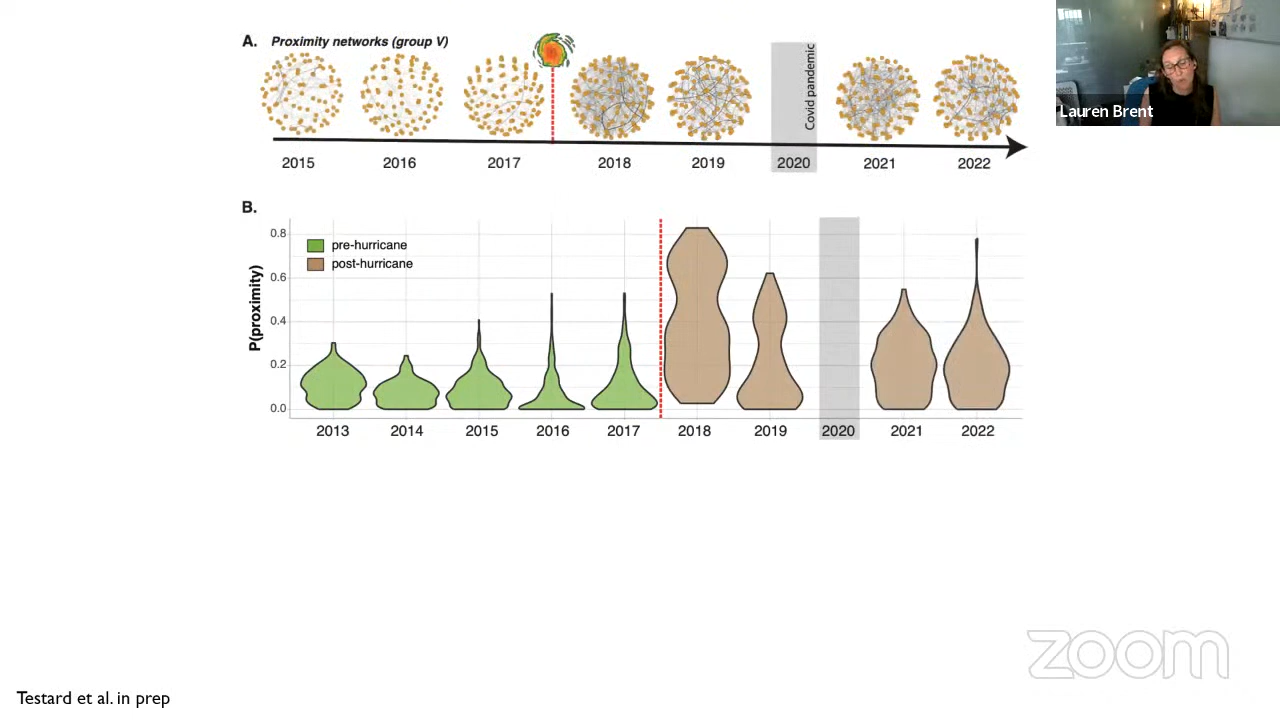 A. Proximity networks (group V)
Covid pandemic
2015 2016 2017 2018 2019 2020 2021 2022
Lauren Brent
B.
P(proximity)
0.8
0.6
0.4
0.2
0.0
pre-hurricane
post-hurricane
2013 2014 2015 2016 2017 2018 2019 2020 2021 2022
zoom
Testard et al. in prep